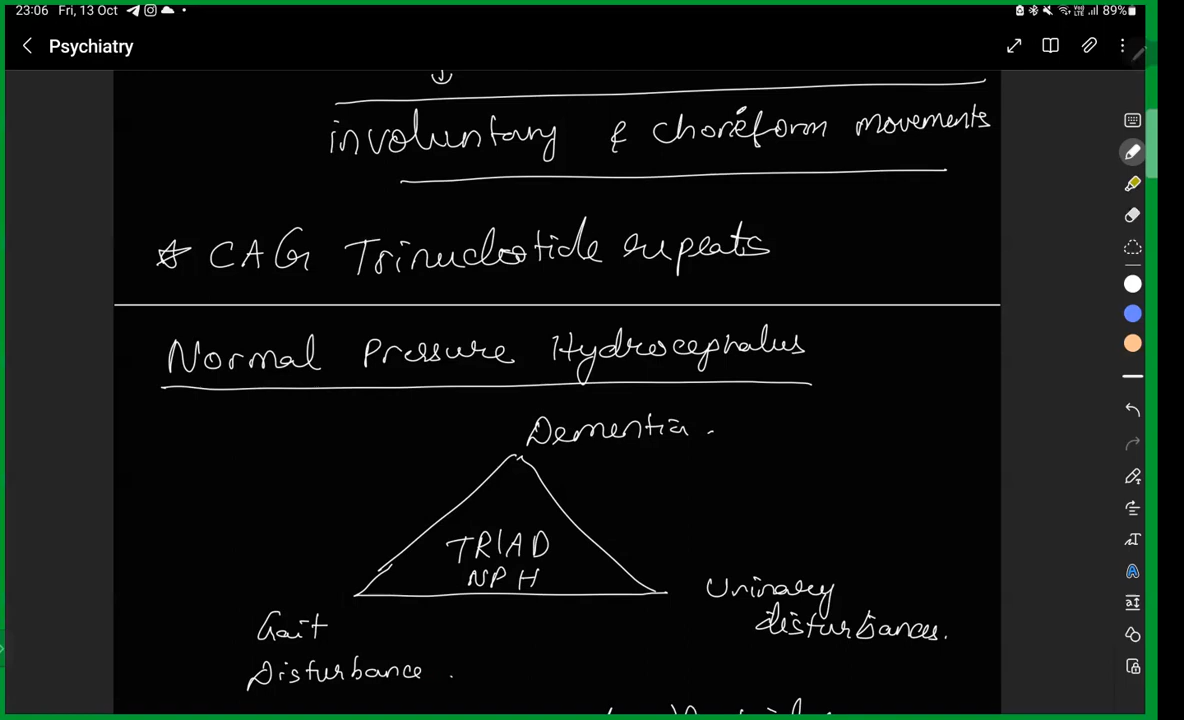 23:06 Fri, 13 Oct 89%
Psychiatry
involuntary & choreform movements
CAG Trinucleotide repeats
Normal Pressure Hydrocephalus
Dementia.
TRIAD
NPH
Urinary
disturbances.
Gait
Disturbance.